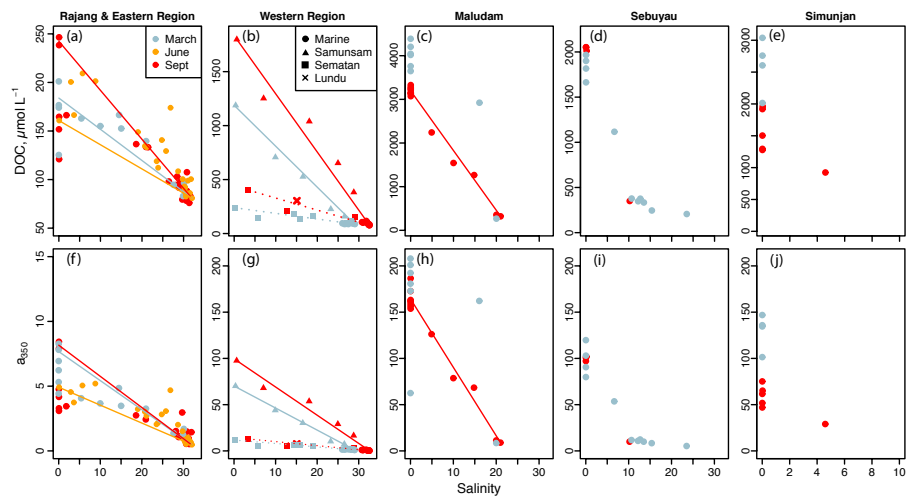 Rajang & Eastern Region Western Region Maludam Sebuyau Simunjan
(a) (b) (c) (d) (e)
March
June
Sept
Marine
Samunsam
Sematan
Lundu
DOC, μmol L⁻¹
50 100 150 200 250
0 500 1000 1500
0 1000 2000 3000 4000
0 500 1000 1500 2000
0 500 1000 1500 2000 2500 3000
(f) (g) (h) (i) (j)
a350
0 5 10 15
0 50 100 150 200
0 50 100 150 200
0 50 100 150 200
0 50 100 150 200
0 10 20 30 0 10 20 30 0 10 20 30 0 10 20 30 0 2 4 6 8 10
Salinity